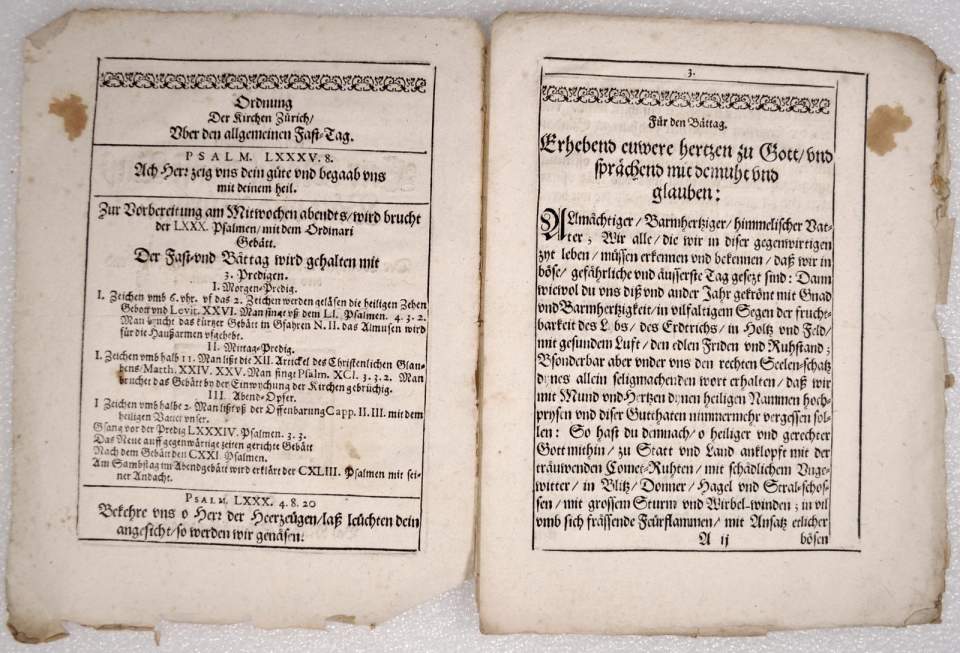 Ordnung
Der Kirchen Zürich/
Vber den allgemeinen Fast-Tag.
PSALM. LXXXV. 8.
Ach Herr zeig vns dein güte vnd begaab vns
mit deinem heil.
Zur Vorbereitung am Mitwochen abendts/ wird brucht
der LXXX. Psalmen/ mit dem Ordinari
Gebätt.
Der Fast-vnd Bättag wird gehalten mit
3. Predigen.
I. Morgen-Predig.
I. Zeichen vmb 6. vhr. vf das 2. Zeichen werden geläsen die heiligen Zehen
Gebott vnd Levit. XXVI. Man singt vß dem LI. Psalmen. 4. 3. 2.
Man brucht das kürtzer Gebätt in Gfahren N. II. das Almusen wird
für die Haußarmen vfgehebt.
II. Mittag-Predig.
I. Zeichen vmb halb 11. Man lißt die XII. Artickel des Christenlichen Glau-
bens/ Matth. XXIV. XXV. Man singt Psalm. XCI. 3. 3. 2. Man
bruchet das Gebätt by der Einwychung der Kirchen gebrüchig.
III. Abend-Opfer.
I Zeichen vmb halbe 2. Man lißt vß der Offenbarung Capp. II. III. mit dem
heiligen Vatter vnser.
Gsang vor der Predig LXXXIV. Psalmen. 3. 3.
Das Neue auff gegenwärtige zeiten gerichte Gebätt
Nach dem Gebätt den CXXI. Psalmen.
Am Sambstag im Abendgebätt wird erklärt der CXLIII. Psalmen mit sei-
ner Andacht.
PSALM. LXXX. 4. 8. 20
Bekehre vns o Herr der Heerzeügen/ laß leüchten dein
angesicht/ so werden wir genäsen.
3.
Für den Bättag.
Erhebend euwere hertzen zu Gott/ vnd
sprächend mit demuht vnd
glauben:
ALlmächtiger/ Barmhertziger/ himmelischer Vat-
ter; Wir alle/ die wir in diser gegenwirtigen
zyt leben/ müssen erkennen vnd bekennen/ daß wir in
böse/ gefährliche vnd äusserste Tag gesezt sind: Dann
wiewol du vns diß vnd ander Jahr gekrönt mit Gnad
vnd Barmhertzigkeit/ in vilfaltigem Segen der frucht-
barkeit des Lybs/ des Erdtrichs/ in Holtz vnd Feld/
mit gesundem Luft/ den edlen Friden vnd Ruhstand;
Vsonderbar aber vnder vns den rechten Seelen-schatz
dynes allein seligmachenden wort erhalten/ daß wir
mit Mund vnd Hertzen dynen heiligen Nammen hoch-
prysen vnd diser Gutthaten nimmermehr vergessen sol-
len: So hast du demnach/ o heiliger vnd gerechter
Gott mithin/ zu Statt vnd Land anklopft mit der
träuwenden Comet-Ruhten/ mit schädlichem Vnge-
witter/ in Blitz/ Donner/ Hagel vnd Stral-schos-
sen/ mit grossem Sturm vnd Wirbel-winden; in vil
vmb sich frässende Feürflammen/ mit Ansatz etlicher
A ij bösen